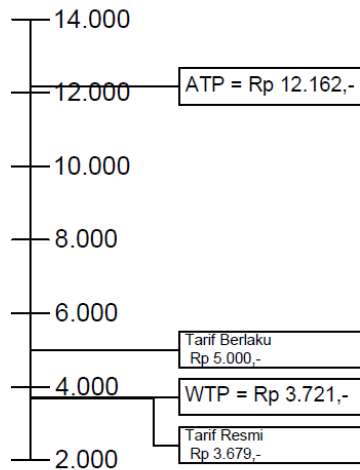 14.000
ATP = Rp 12.162,-
12.000
10.000
8.000
6.000
Tarif Berlaku
Rp 5.000,-
4.000
WTP = Rp 3.721,-
Tarif Resmi
Rp 3.679,-
2.000